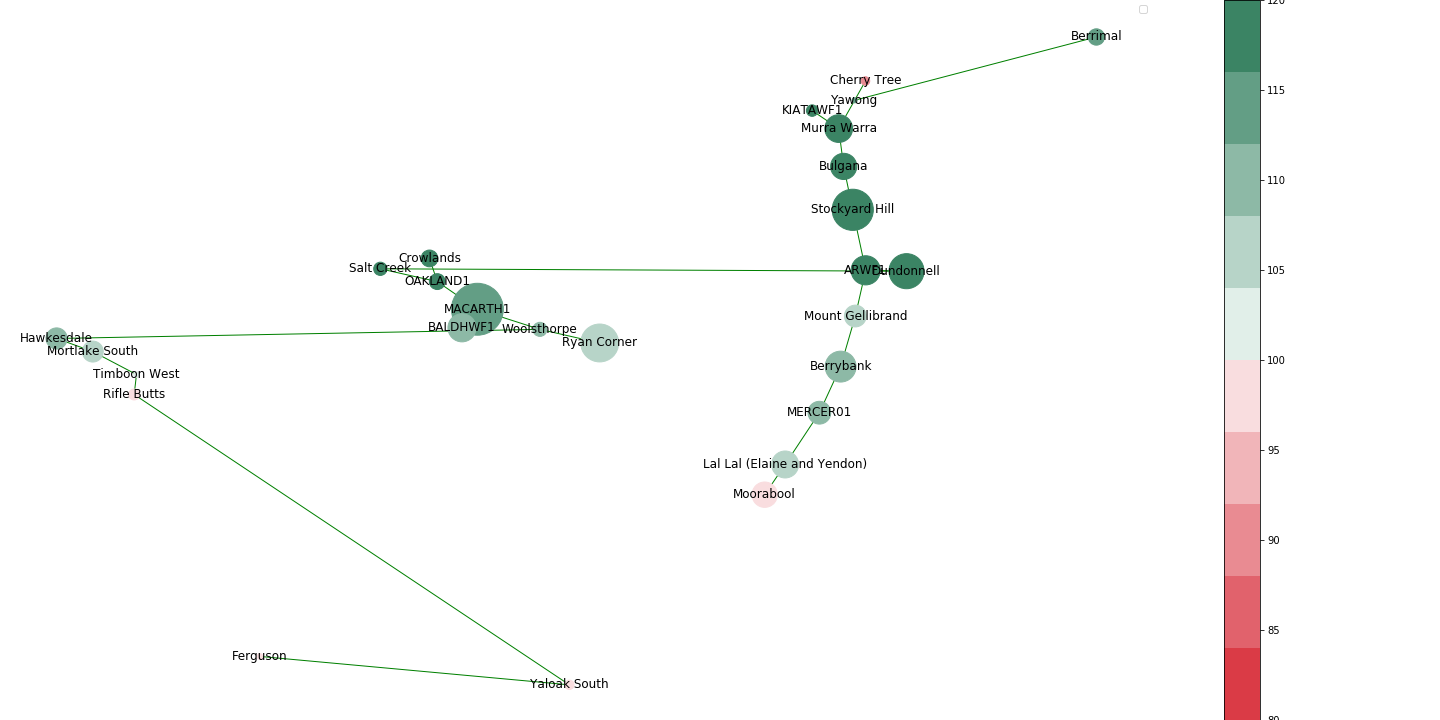 120
Berrimal
Cherry Tree
115
Yawong
KIATAWF1
Murra Warra
Bulgana
110
Stockyard Hill
Crowlands
Salt Creek
Dundonnell
105
OAKLAND1
MACARTH1
Mount Gellibrand
BALDHWF1
Woolsthorpe
Hawkesdale
Ryan Corner
Mortlake South
100
Berrybank
Timboon West
Rifle Butts
MERCER01
95
Lal Lal (Elaine and Yendon)
Moorabool
90
85
Ferguson
Yaloak South
80